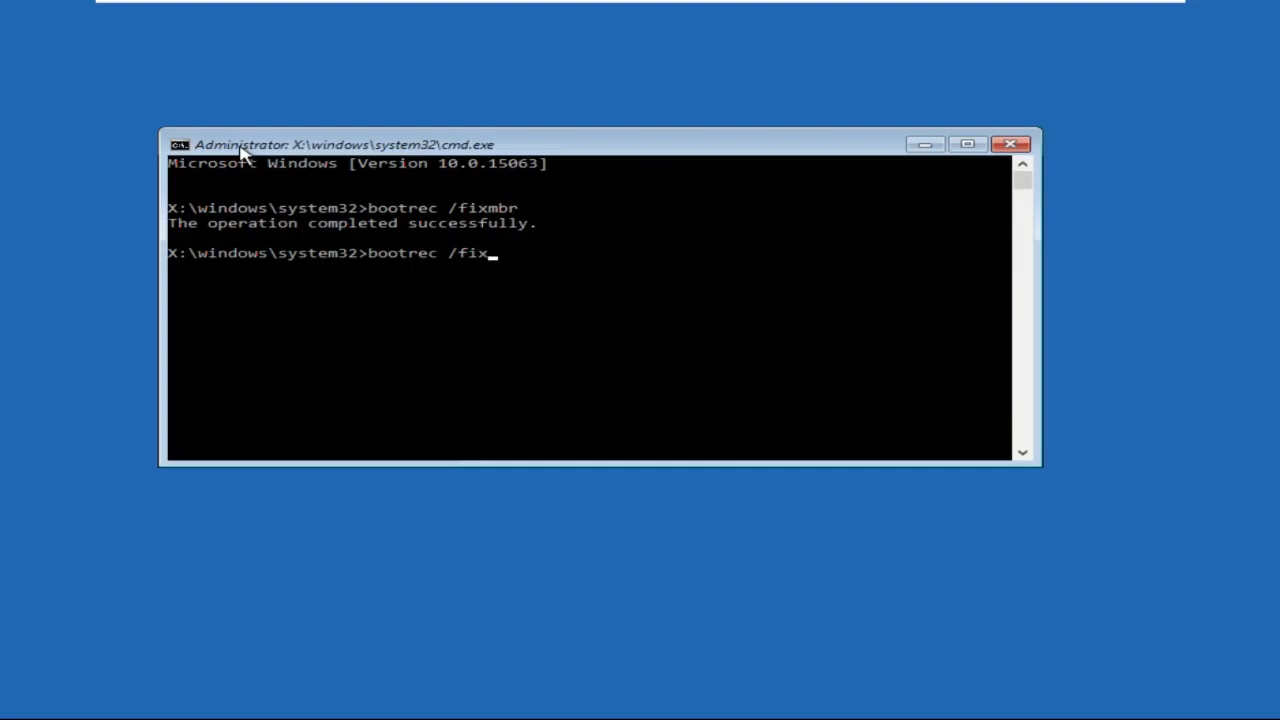 Administrator: X:\windows\system32\cmd.exe
Microsoft Windows [Version 10.0.15063]
X:\windows\system32>bootrec /fixmbr
The operation completed successfully.
X:\windows\system32>bootrec /fix